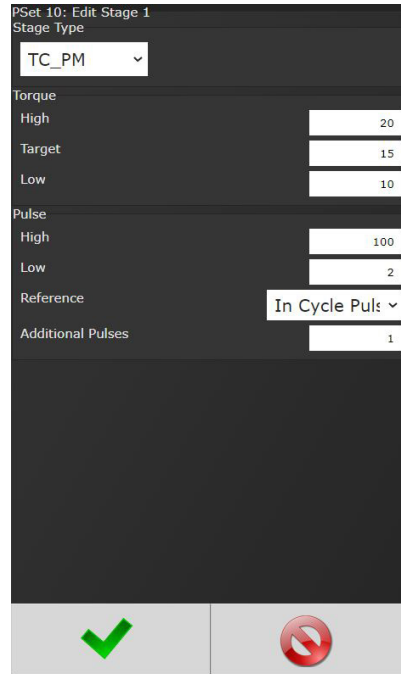 PSet 10: Edit Stage 1
Stage Type
TC_PM
Torque
High 20
Target 15
Low 10
Pulse
High 100
Low 2
Reference In Cycle Puls
Additional Pulses 1